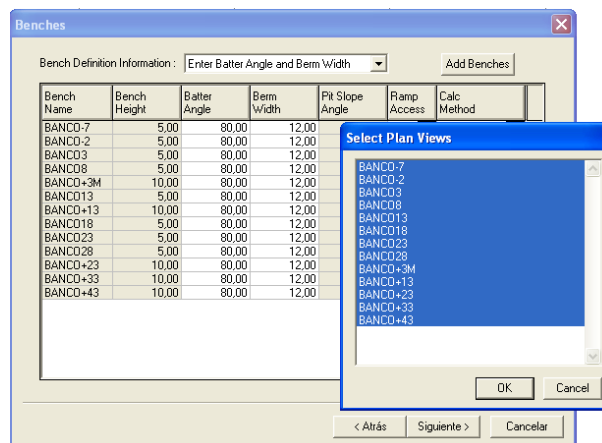 Benches
Bench Definition Information : Enter Batter Angle and Berm Width Add Benches
Bench Name Bench Height Batter Angle Berm Width Pit Slope Angle Ramp Access Calc Method
BANCO-7 5,00 80,00 12,00
BANCO-2 5,00 80,00 12,00
BANCO3 5,00 80,00 12,00
BANCO8 5,00 80,00 12,00
BANCO+3M 10,00 80,00 12,00
BANCO13 5,00 80,00 12,00
BANCO+13 10,00 80,00 12,00
BANCO18 5,00 80,00 12,00
BANCO23 5,00 80,00 12,00
BANCO28 5,00 80,00 12,00
BANCO+23 10,00 80,00 12,00
BANCO+33 10,00 80,00 12,00
BANCO+43 10,00 80,00 12,00
Select Plan Views
BANCO-7
BANCO-2
BANCO3
BANCO8
BANCO13
BANCO18
BANCO23
BANCO28
BANCO+3M
BANCO+13
BANCO+23
BANCO+33
BANCO+43
OK Cancel
< Atrás Siguiente > Cancelar